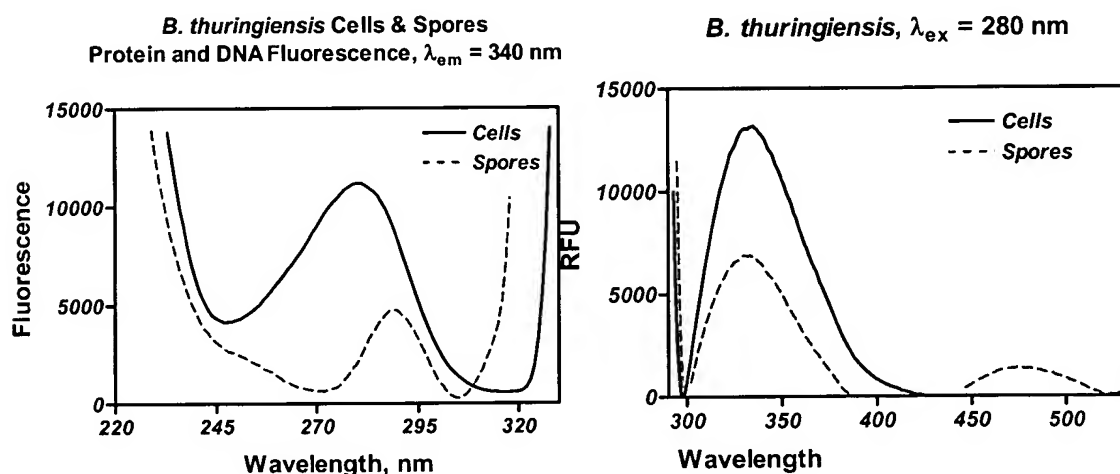 B. thuringiensis Cells & Spores
Protein and DNA Fluorescence, λem = 340 nm
15000
10000
5000
0
Fluorescence
Cells
Spores
220 245 270 295 320
Wavelength, nm
B. thuringiensis, λex = 280 nm
15000
10000
5000
0
RFU
Cells
Spores
300 350 400 450 500
Wavelength